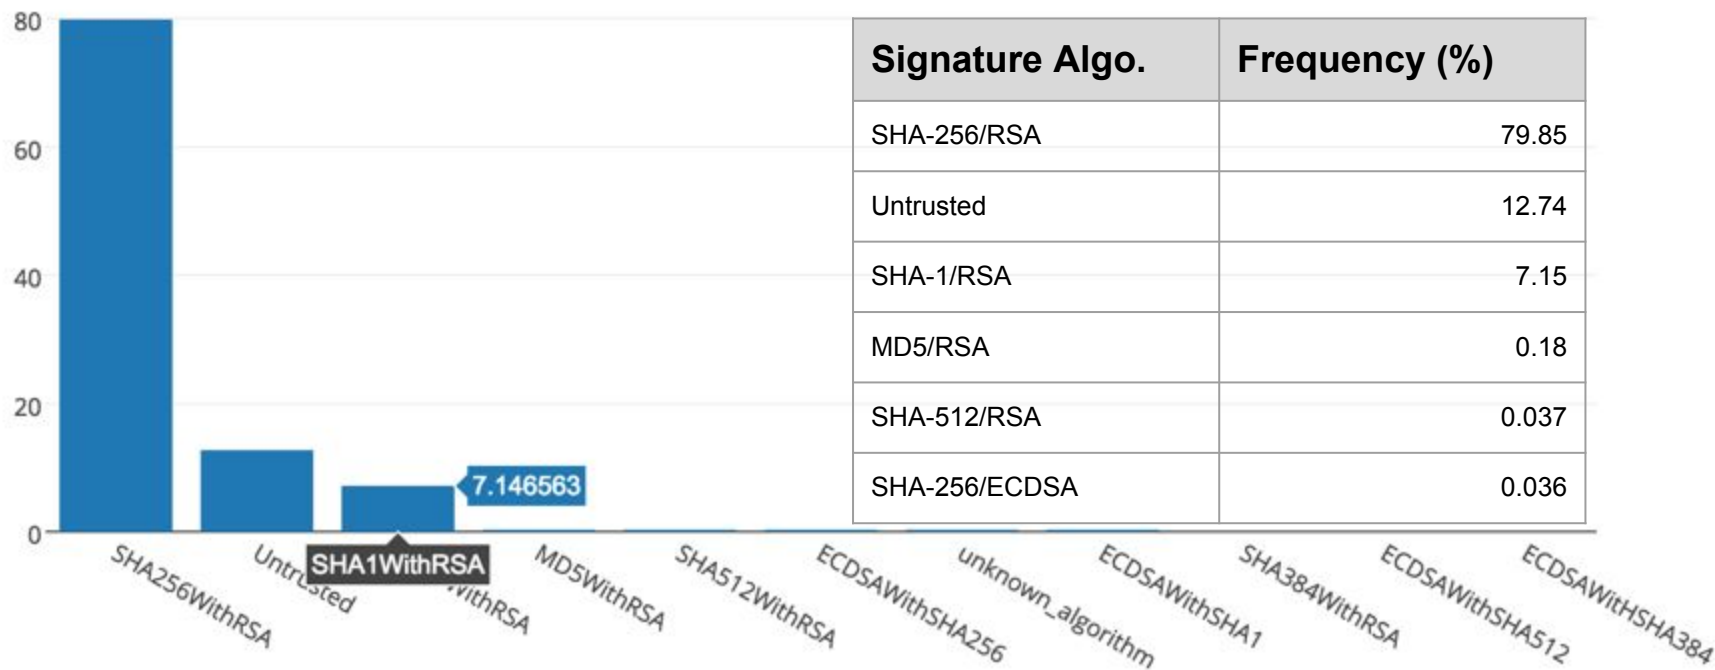 80
60
40
20
0
Signature Algo. Frequency (%)
SHA-256/RSA 79.85
Untrusted 12.74
SHA-1/RSA 7.15
MD5/RSA 0.18
SHA-512/RSA 0.037
SHA-256/ECDSA 0.036
7.146563
SHA1WithRSA
SHA256WithRSA
Untrusted
WithRSA
MD5WithRSA
SHA512WithRSA
ECDSAWithSHA256
unknown_algorithm
ECDSAWithSHA1
SHA384WithRSA
ECDSAWithSHA512
ECDSAWitHSHA384